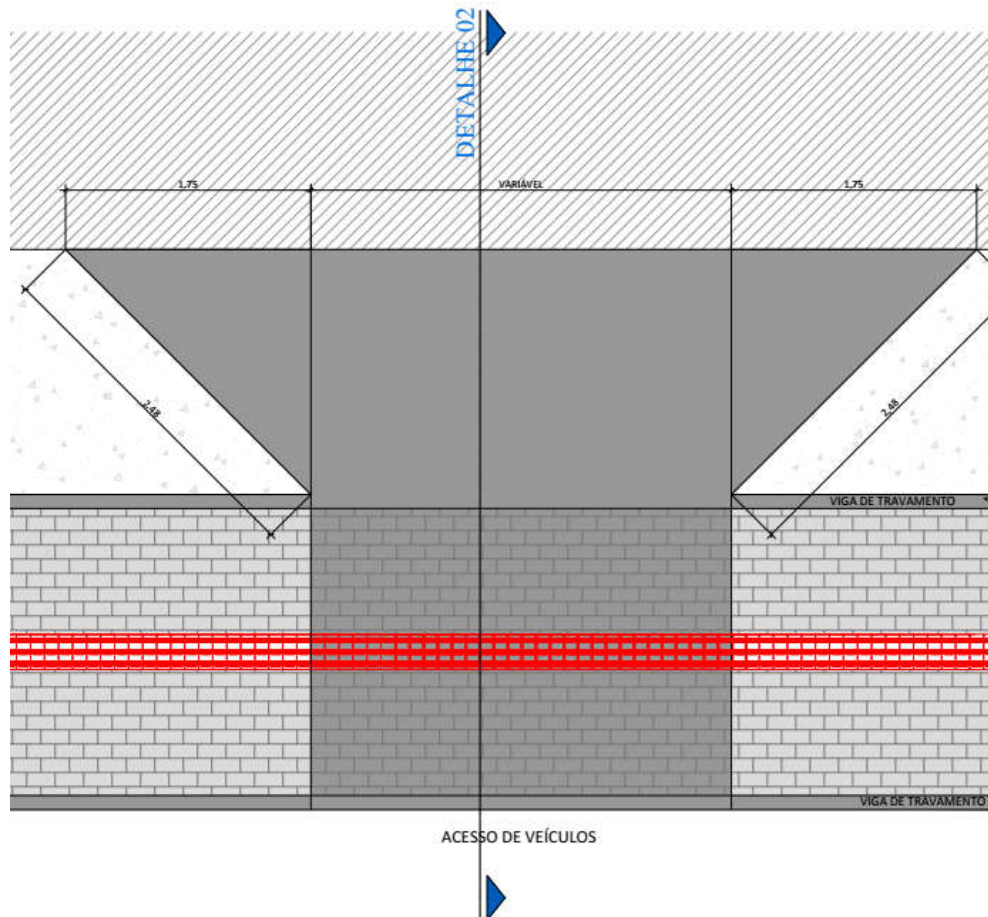 DETALHE 02
1.75
VARIÁVEL
1.75
2.48
2.48
VIGA DE TRAVAMENTO
VIGA DE TRAVAMENTO
ACESSO DE VEÍCULOS